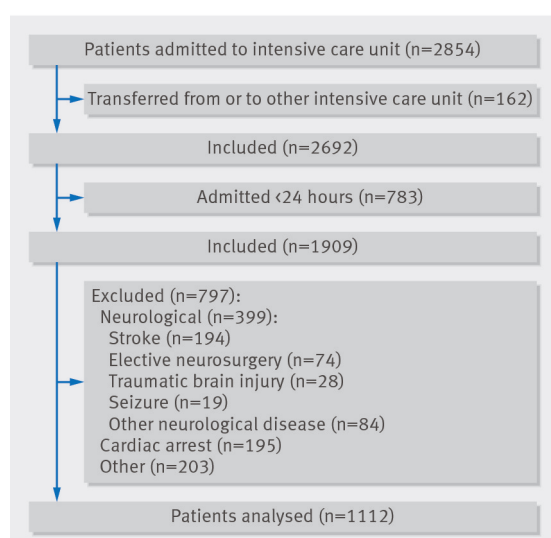 Patients admitted to intensive care unit (n=2854)
Transferred from or to other intensive care unit (n=162)
Included (n=2692)
Admitted <24 hours (n=783)
Included (n=1909)
Excluded (n=797):
Neurological (n=399):
Stroke (n=194)
Elective neurosurgery (n=74)
Traumatic brain injury (n=28)
Seizure (n=19)
Other neurological disease (n=84)
Cardiac arrest (n=195)
Other (n=203)
Patients analysed (n=1112)